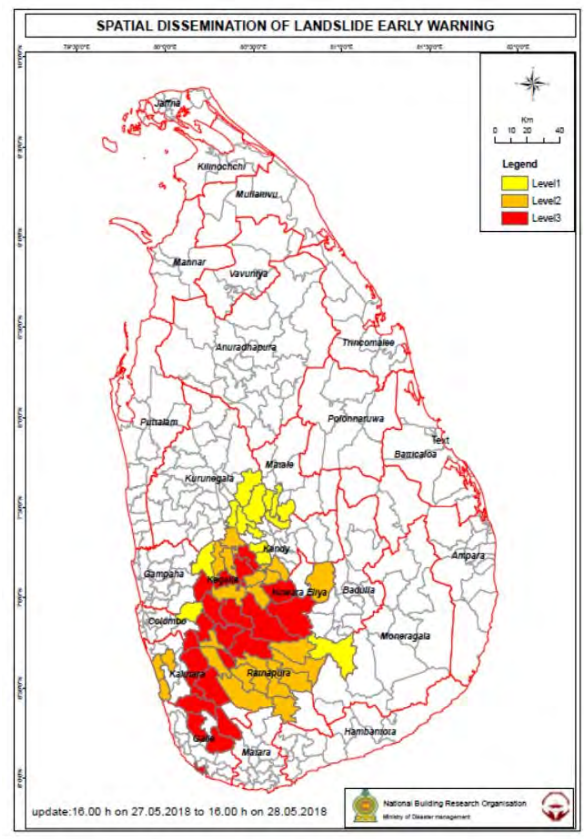 SPATIAL DISSEMINATION OF LANDSLIDE EARLY WARNING
Km
0 10 20 40
Legend
Level1
Level2
Level3
Jaffna
Kilinochchi
Mullaitivu
Mannar
Vavuniya
Anuradhapura
Trincomalee
Puttalam
Polonnaruwa
Text
Batticaloa
Matale
Kurunegala
Ampara
Kandy
Gampaha
Kegalle
Nuwara Eliya
Badulla
Colombo
Moneragala
Kalutara
Ratnapura
Galle
Matara
Hambantota
update:16.00 h on 27.05.2018 to 16.00 h on 28.05.2018
National Building Research Organisation
Ministry of Disaster management